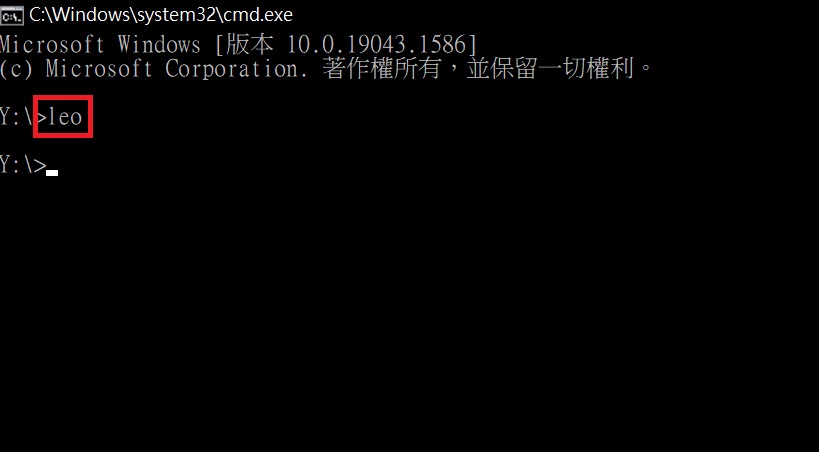 C:\Windows\system32\cmd.exe
Microsoft Windows [版本 10.0.19043.1586]
(c) Microsoft Corporation. 著作權所有，並保留一切權利。
Y:\>leo
Y:\>